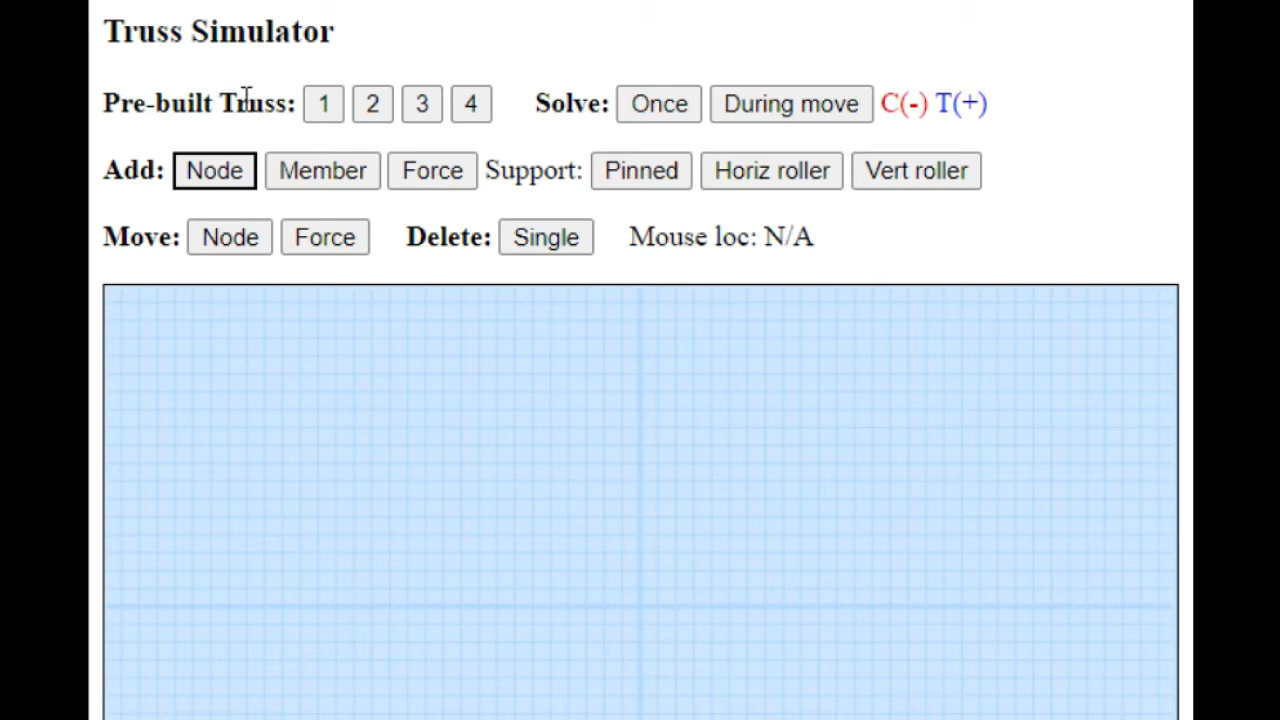 Truss Simulator
Pre-built Truss: 1 2 3 4 Solve: Once During move C(-) T(+)
Add: Node Member Force Support: Pinned Horiz roller Vert roller
Move: Node Force Delete: Single Mouse loc: N/A